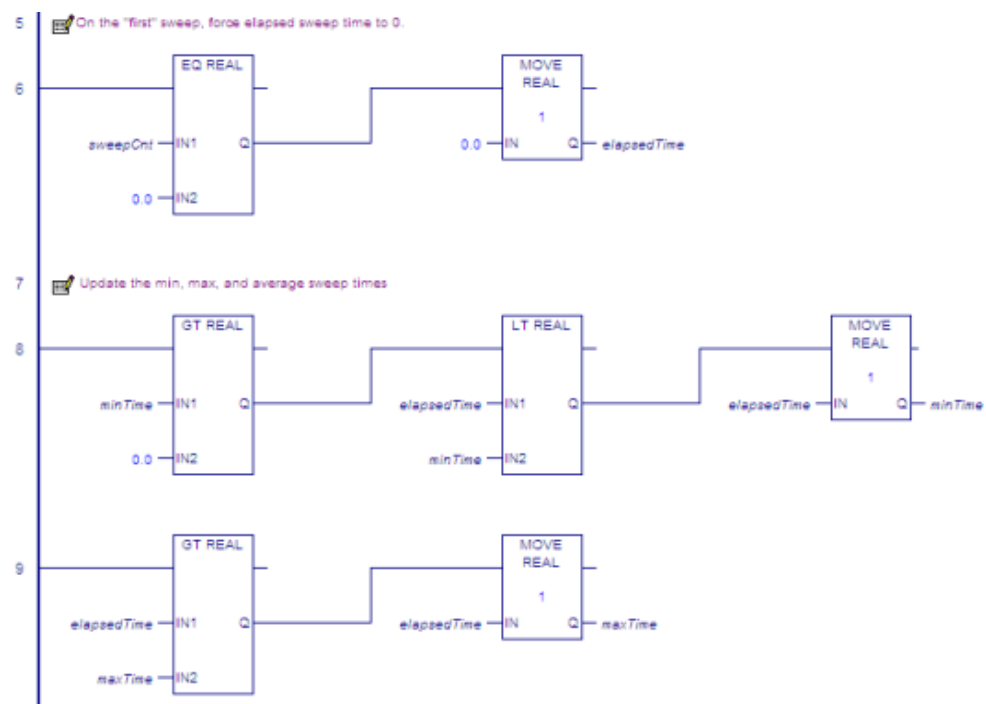 5 On the "first" sweep, force elapsed sweep time to 0.
EQ REAL MOVE
REAL
6
1
sweepCnt IN1 Q 0.0 IN Q elapsedTime
0.0 IN2
7 Update the min, max, and average sweep times
GT REAL LT REAL MOVE
REAL
8
1
minTime IN1 Q elapsedTime IN1 Q elapsedTime IN Q minTime
0.0 IN2 minTime IN2
GT REAL MOVE
REAL
9
1
elapsedTime IN1 Q elapsedTime IN Q maxTime
maxTime IN2